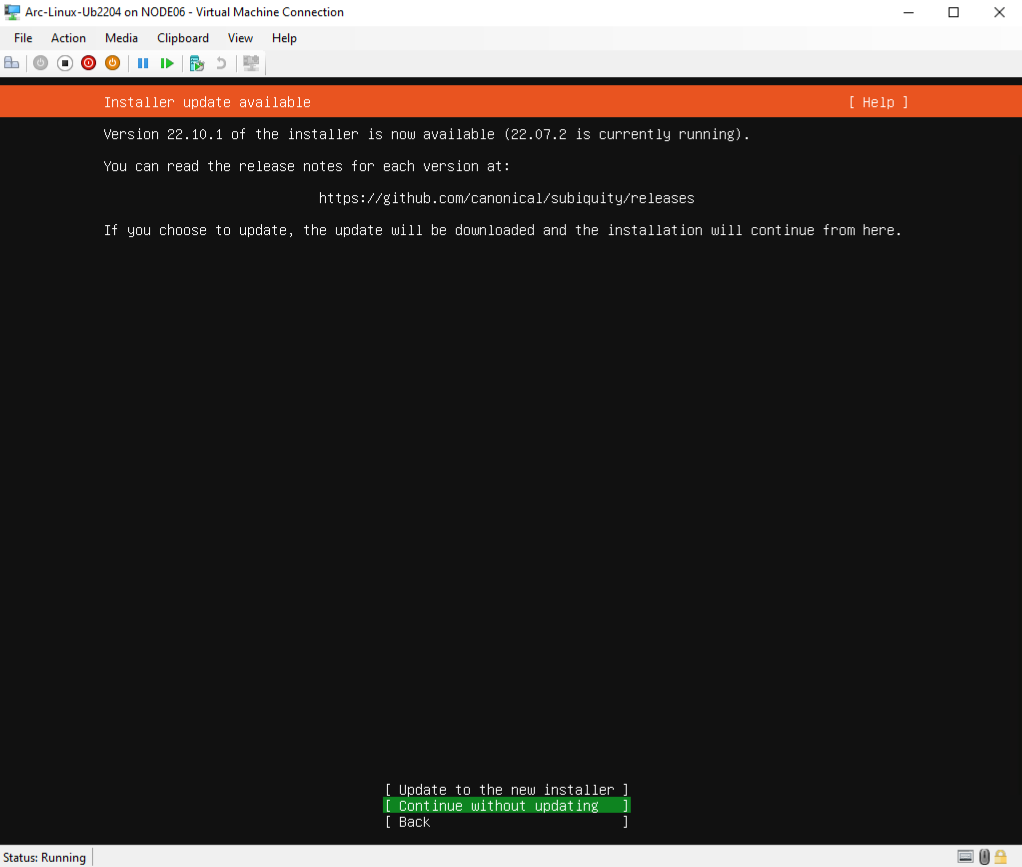 Arc-Linux-Ub2204 on NODE06 - Virtual Machine Connection
File Action Media Clipboard View Help
Installer update available [ Help ]
Version 22.10.1 of the installer is now available (22.07.2 is currently running).
You can read the release notes for each version at:
https://github.com/canonical/subiquity/releases
If you choose to update, the update will be downloaded and the installation will continue from here.
[ Update to the new installer ]
[ Continue without updating ]
[ Back ]
Status: Running